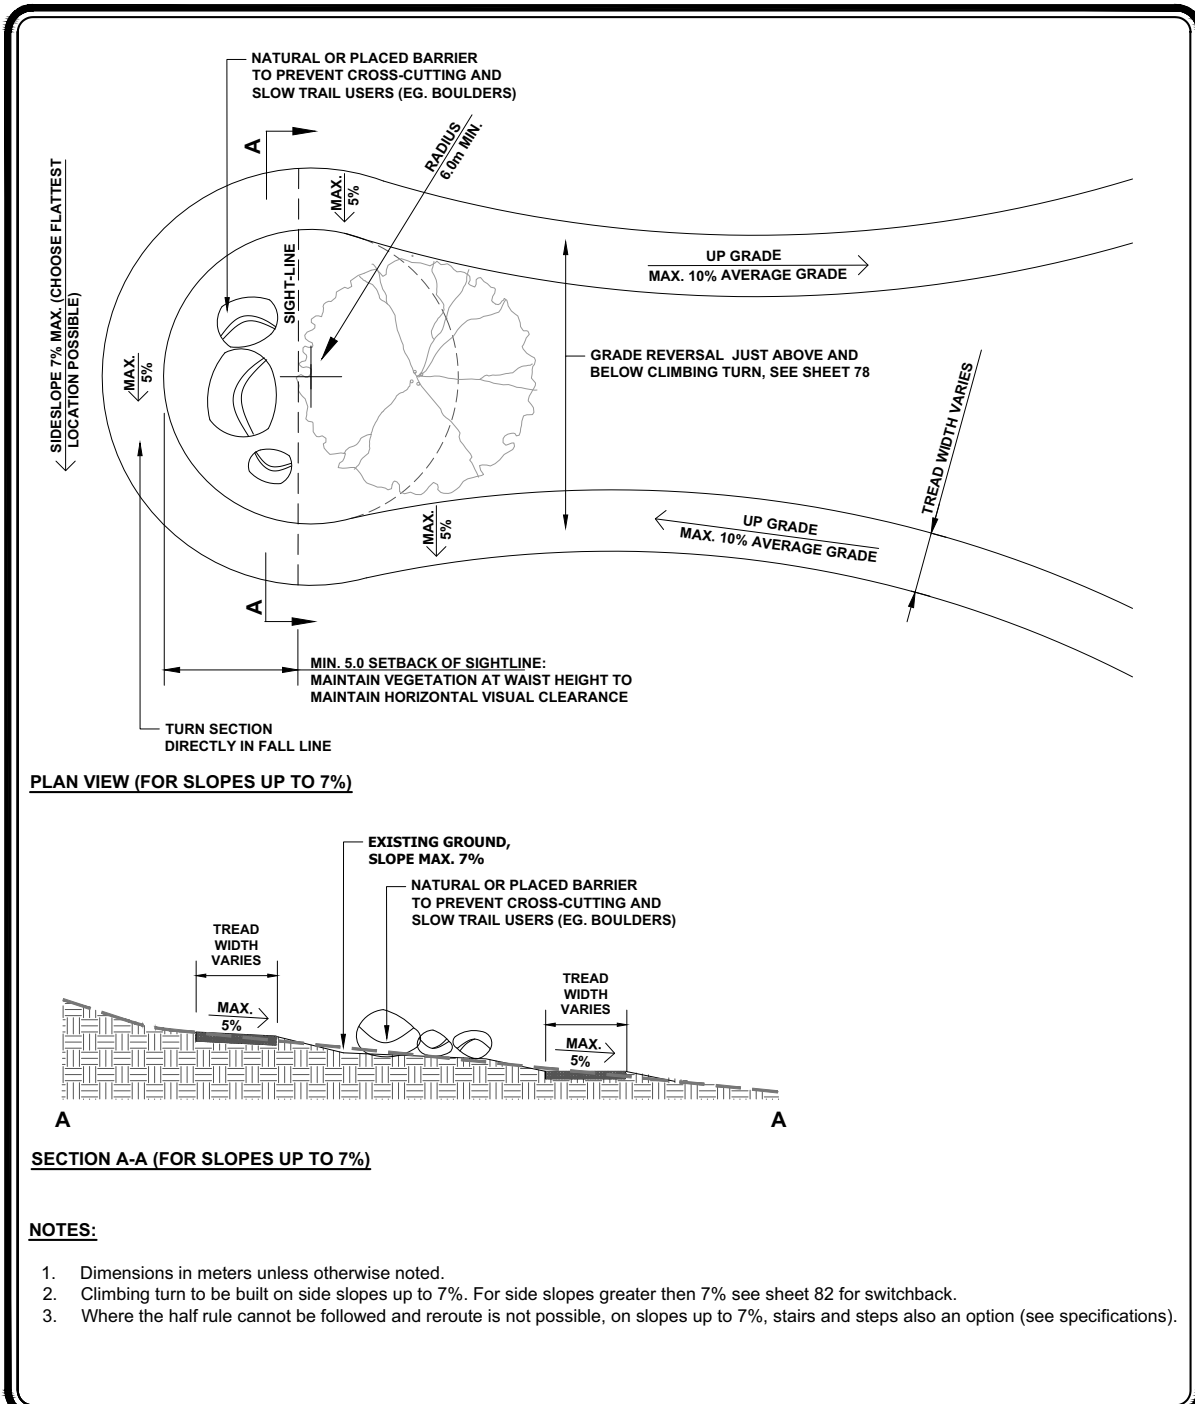 NATURAL OR PLACED BARRIER
TO PREVENT CROSS-CUTTING AND
SLOW TRAIL USERS (EG. BOULDERS)
A
RADIUS
6.0m MIN.
SIDESLOPE 7% MAX. (CHOOSE FLATTEST
LOCATION POSSIBLE)
MAX.
5%
SIGHT-LINE
UP GRADE
MAX. 10% AVERAGE GRADE
MAX.
5%
GRADE REVERSAL JUST ABOVE AND
BELOW CLIMBING TURN, SEE SHEET 78
TREAD WIDTH VARIES
MAX.
5%
UP GRADE
MAX. 10% AVERAGE GRADE
A
MIN. 5.0 SETBACK OF SIGHTLINE:
MAINTAIN VEGETATION AT WAIST HEIGHT TO
MAINTAIN HORIZONTAL VISUAL CLEARANCE
TURN SECTION
DIRECTLY IN FALL LINE
PLAN VIEW (FOR SLOPES UP TO 7%)
EXISTING GROUND,
SLOPE MAX. 7%
NATURAL OR PLACED BARRIER
TO PREVENT CROSS-CUTTING AND
SLOW TRAIL USERS (EG. BOULDERS)
TREAD
WIDTH
VARIES
MAX.
5%
TREAD
WIDTH
VARIES
MAX.
5%
A
A
SECTION A-A (FOR SLOPES UP TO 7%)
NOTES:
1. Dimensions in meters unless otherwise noted.
2. Climbing turn to be built on side slopes up to 7%. For side slopes greater then 7% see sheet 82 for switchback.
3. Where the half rule cannot be followed and reroute is not possible, on slopes up to 7%, stairs and steps also an option (see specifications).